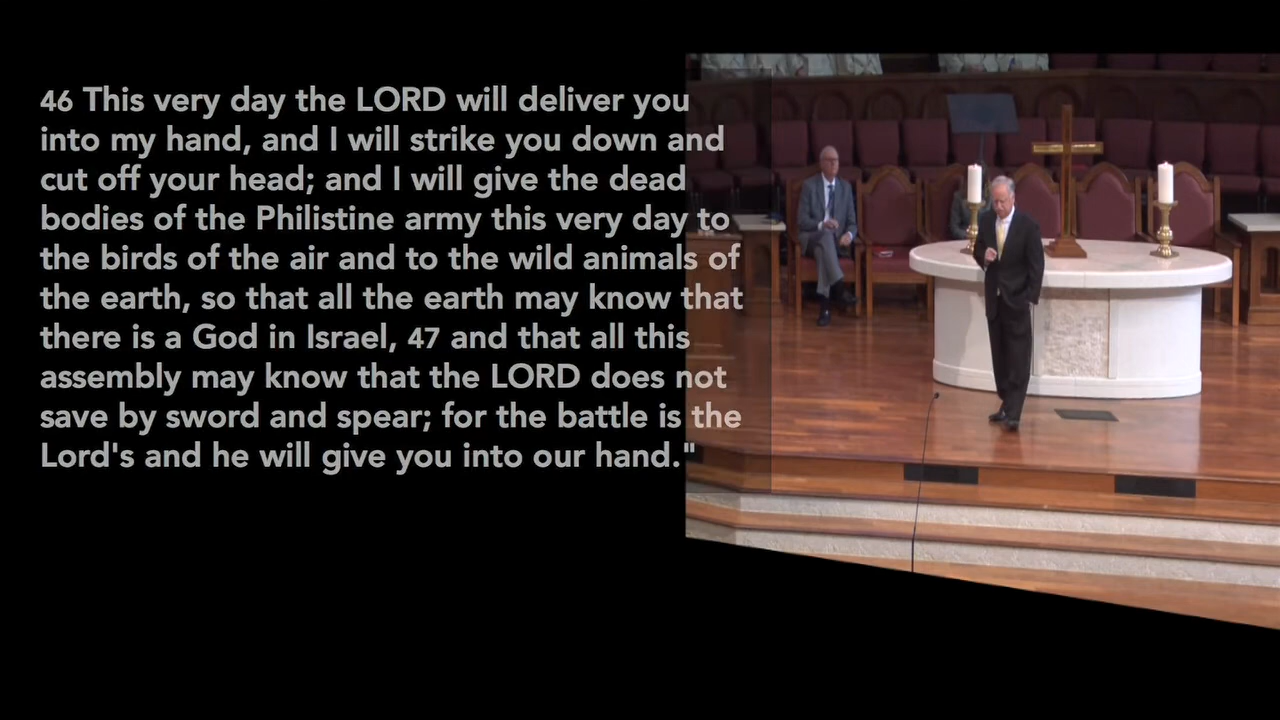 46 This very day the LORD will deliver you
into my hand, and I will strike you down and
cut off your head; and I will give the dead
bodies of the Philistine army this very day to
the birds of the air and to the wild animals of
the earth, so that all the earth may know that
there is a God in Israel, 47 and that all this
assembly may know that the LORD does not
save by sword and spear; for the battle is the
Lord's and he will give you into our hand."